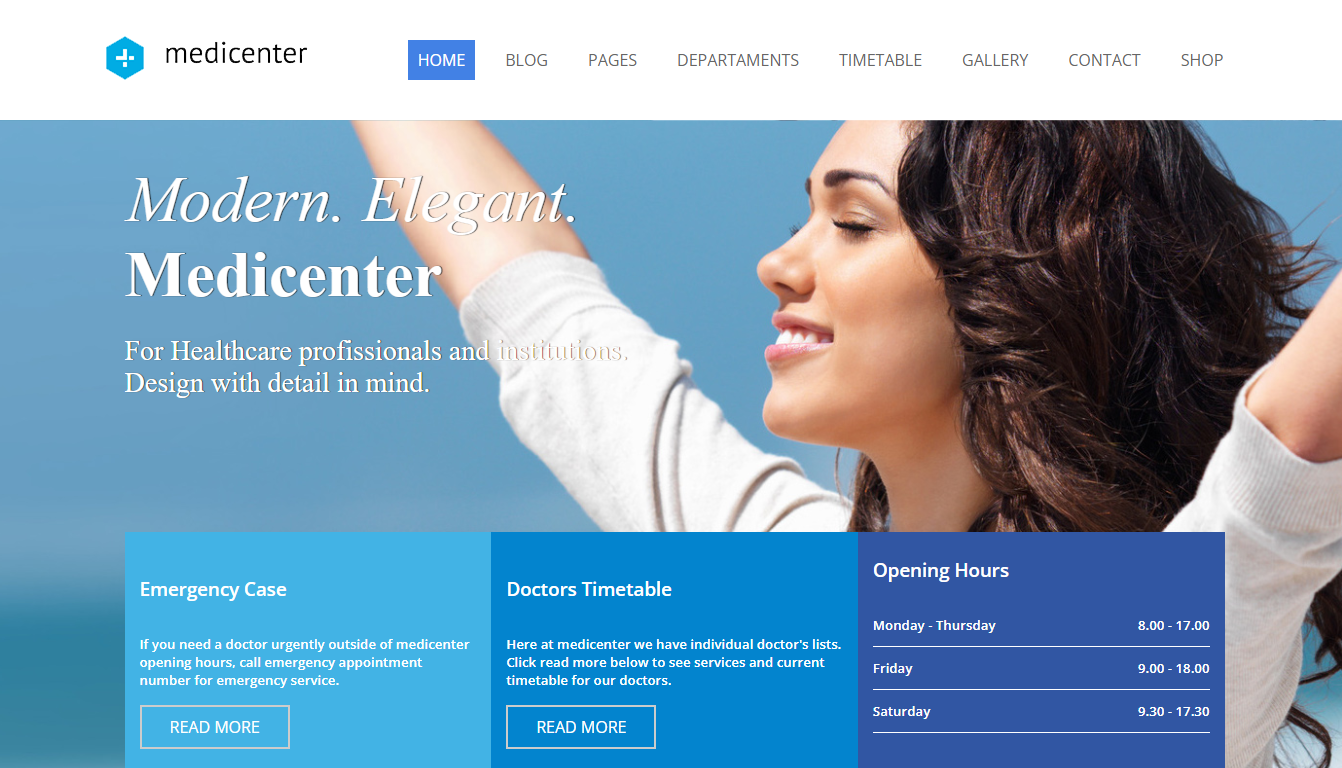 medicenter
HOME
BLOG
PAGES
DEPARTAMENTS
TIMETABLE
GALLERY
CONTACT
SHOP
Modern. Elegant.
Medicenter
For Healthcare profissionals and institutions.
Design with detail in mind.
Emergency Case
If you need a doctor urgently outside of medicenter
opening hours, call emergency appointment
number for emergency service.
READ MORE
Doctors Timetable
Here at medicenter we have individual doctor's lists.
Click read more below to see services and current
timetable for our doctors.
READ MORE
Opening Hours
Monday - Thursday 8.00 - 17.00
Friday 9.00 - 18.00
Saturday 9.30 - 17.30